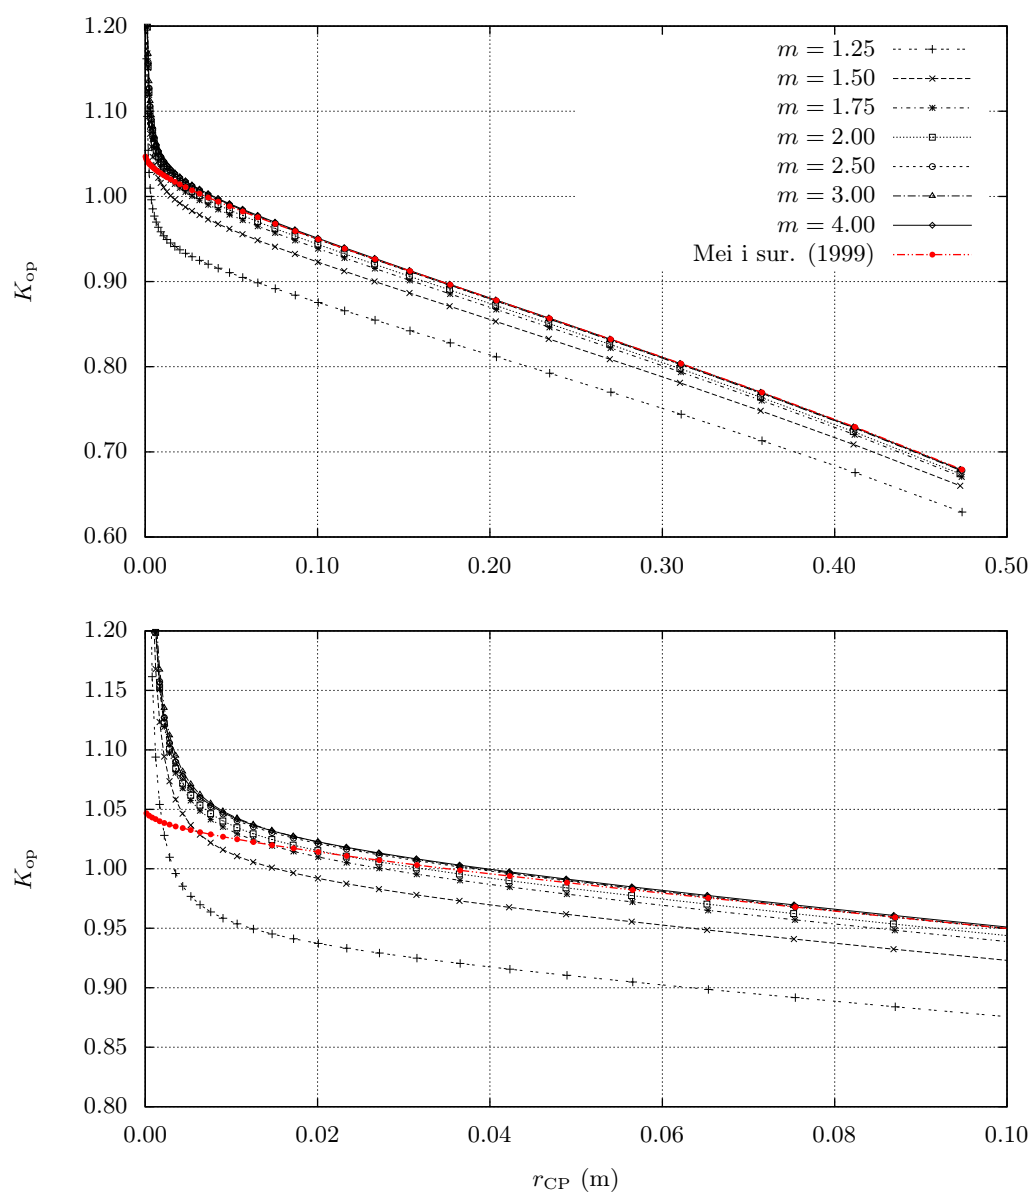 1.20
1.10
1.00
0.90
0.80
0.70
0.60
K_op
0.00 0.10 0.20 0.30 0.40 0.50
m = 1.25
m = 1.50
m = 1.75
m = 2.00
m = 2.50
m = 3.00
m = 4.00
Mei i sur. (1999)
1.20
1.15
1.10
1.05
1.00
0.95
0.90
0.85
0.80
K_op
0.00 0.02 0.04 0.06 0.08 0.10
r_CP (m)